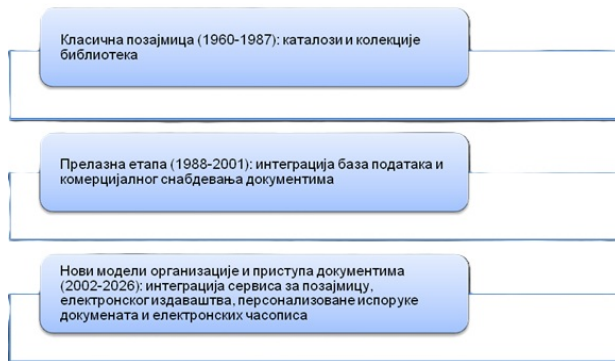 Класична позајмица (1960-1987): каталози и колекције
библиотека
Прелазна етапа (1988-2001): интеграција база података и
комерцијалног снабдевања документима
Нови модели организације и приступа документима
(2002-2026): интеграција сервиса за позајмицу,
електронског издаваштва, персонализоване испоруке
докумената и електронских часописа